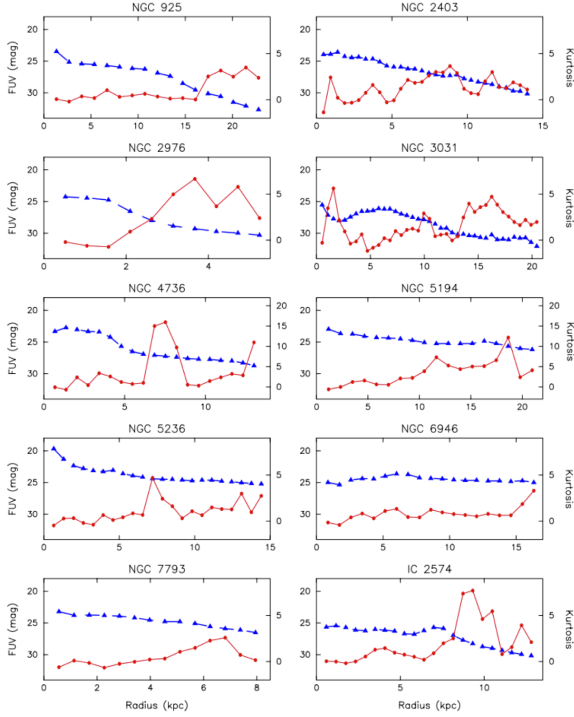 NGC 925
FUV (mag)
20
25
30
5
0
0 5 10 15 20
NGC 2403
5
0
Kurtosis
0 5 10 15
NGC 2976
FUV (mag)
20
25
30
5
0
0 2 4
NGC 3031
5
0
Kurtosis
0 5 10 15 20
NGC 4736
FUV (mag)
20
25
30
20
15
10
5
0
0 5 10
NGC 5194
20
15
10
5
0
Kurtosis
0 5 10 15 20
NGC 5236
FUV (mag)
20
25
30
5
0
0 5 10 15
NGC 6946
5
0
Kurtosis
0 5 10 15
NGC 7793
FUV (mag)
20
25
30
5
0
0 2 4 6 8
Radius (kpc)
IC 2574
5
0
Kurtosis
0 5 10
Radius (kpc)